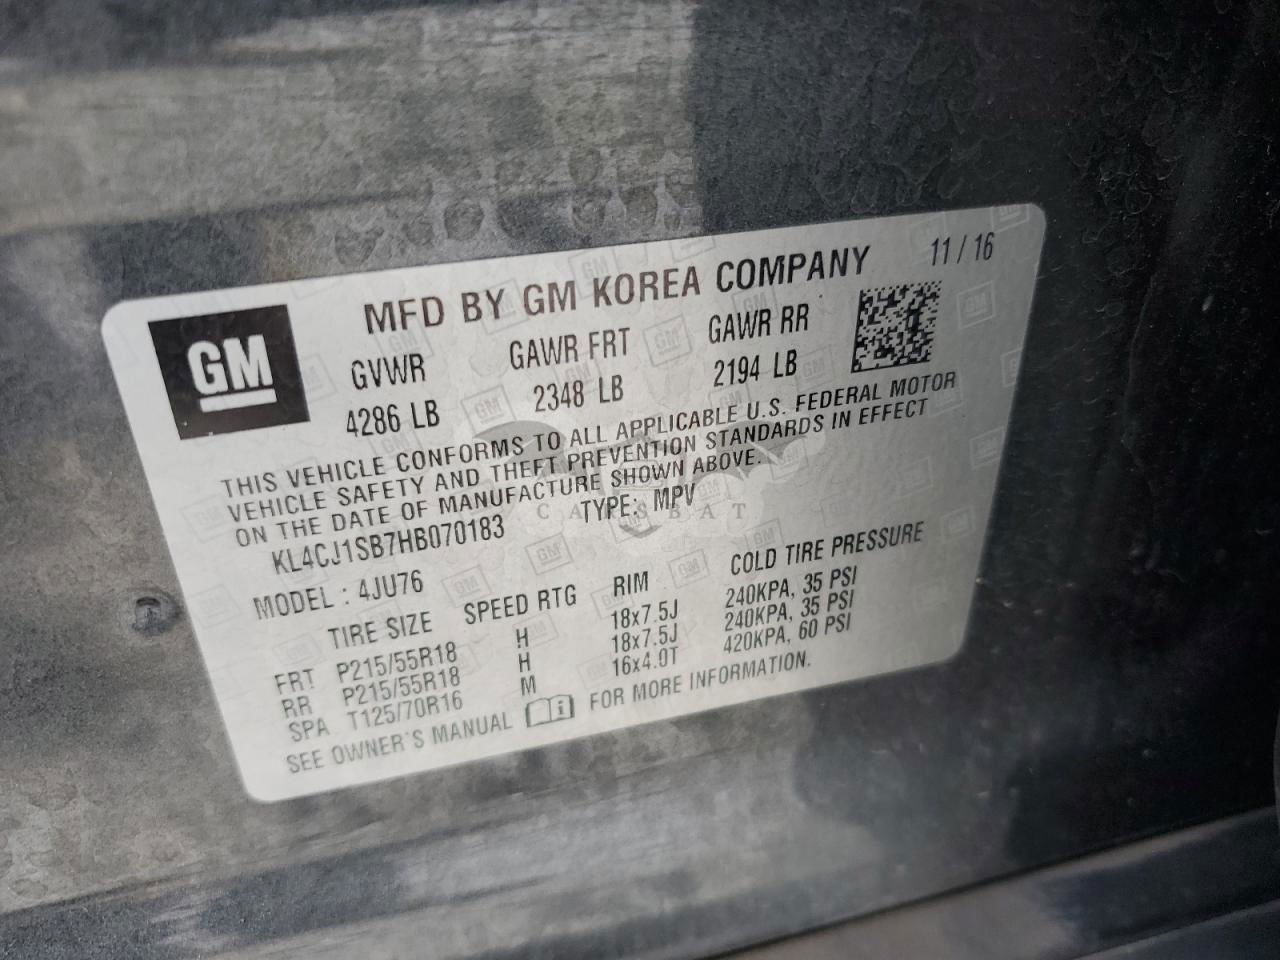 MFD BY GM KOREA COMPANY 11 / 16
GM
GVWR GAWR FRT GAWR RR
4286 LB 2348 LB 2194 LB
THIS VEHICLE CONFORMS TO ALL APPLICABLE U.S. FEDERAL MOTOR
VEHICLE SAFETY AND THEFT PREVENTION STANDARDS IN EFFECT
ON THE DATE OF MANUFACTURE SHOWN ABOVE.
KL4CJ1SB7HB070183 TYPE: MPV
CARSBAT
MODEL : 4JU76
TIRE SIZE SPEED RTG RIM COLD TIRE PRESSURE
FRT P215/55R18 H 18x7.5J 240KPA, 35 PSI
RR P215/55R18 H 18x7.5J 240KPA, 35 PSI
SPA T125/70R16 M 16x4.0T 420KPA, 60 PSI
SEE OWNER'S MANUAL FOR MORE INFORMATION.